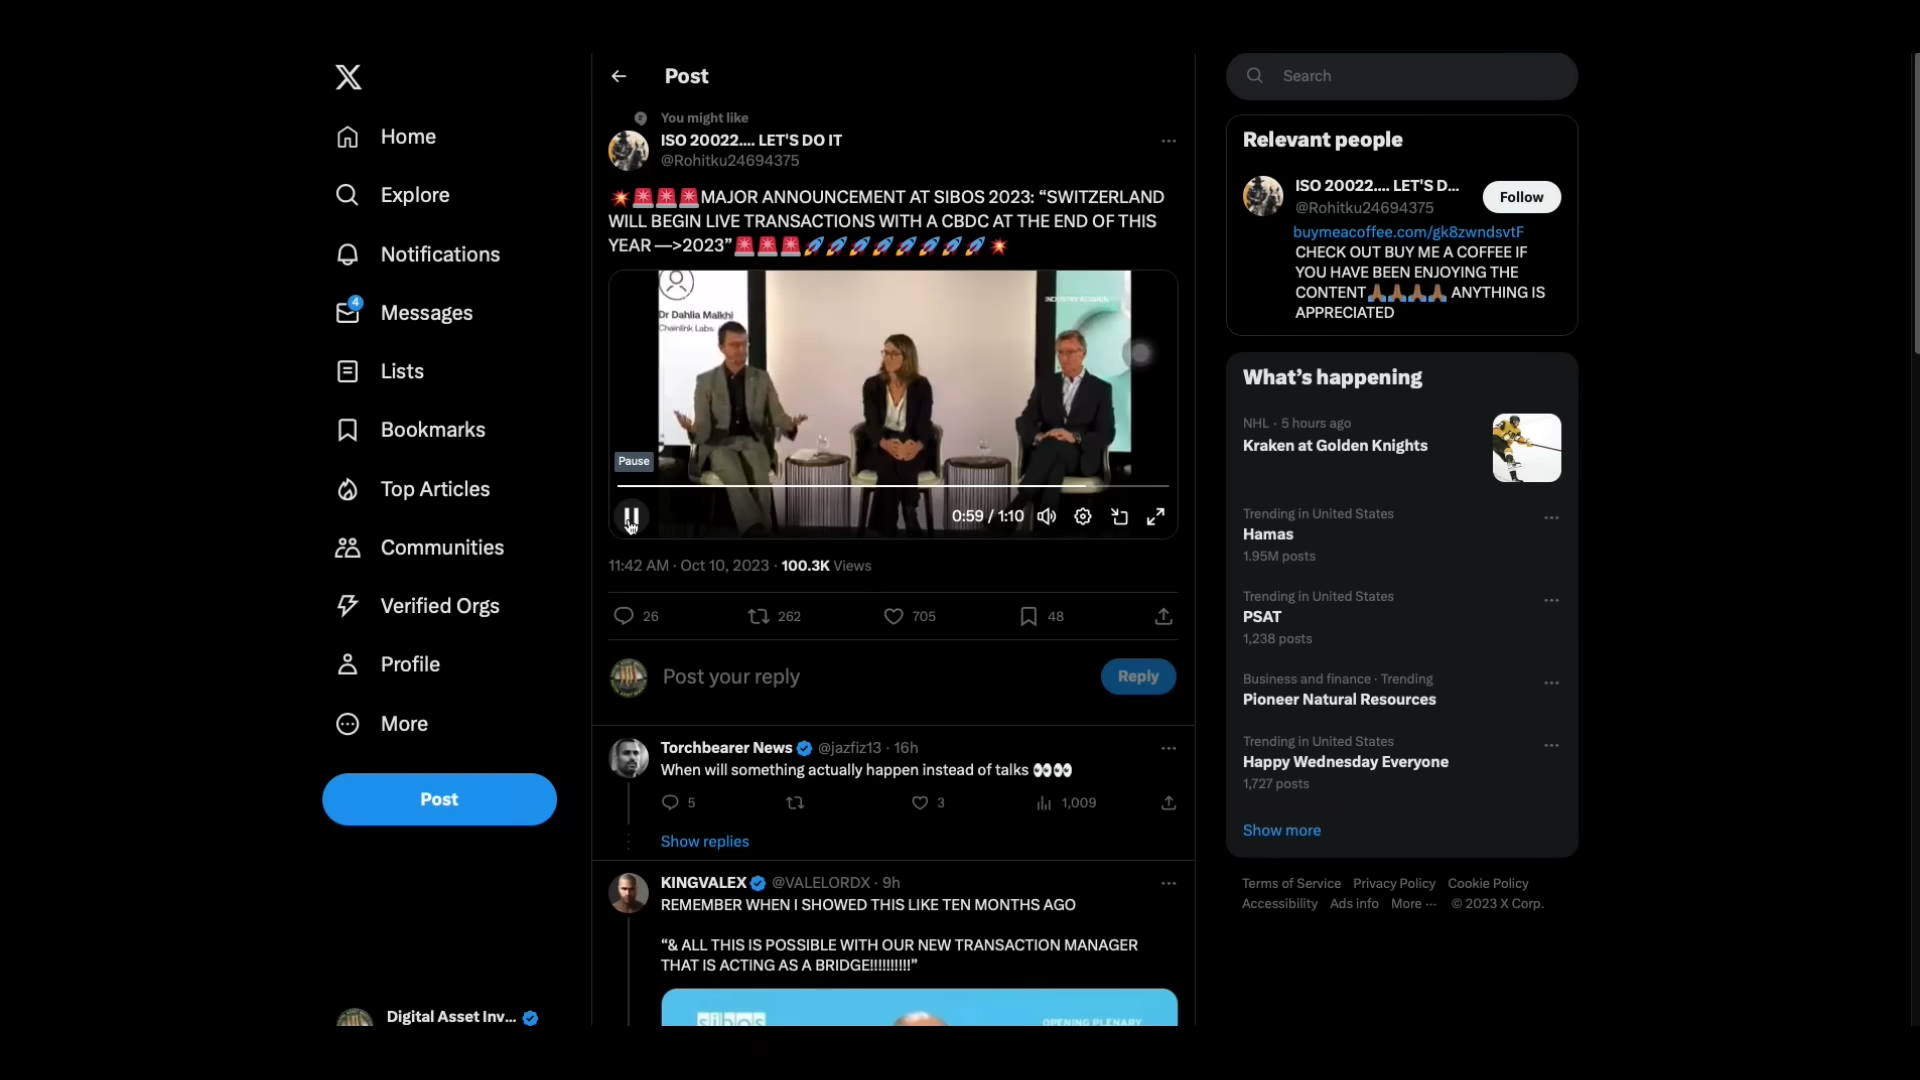 Home
Explore
Notifications
4
Messages
Lists
Bookmarks
Top Articles
Communities
Verified Orgs
Profile
More
Post
Digital Asset Inv...
Post
You might like
ISO 20022.... LET'S DO IT
@Rohitku24694375
MAJOR ANNOUNCEMENT AT SIBOS 2023: “SWITZERLAND
WILL BEGIN LIVE TRANSACTIONS WITH A CBDC AT THE END OF THIS
YEAR —>2023”
Dr Dahlia Malkhi
Chainlink Labs
INDUSTRY SESSION
Pause
0:59 / 1:10
11:42 AM · Oct 10, 2023 · 100.3K Views
26
262
705
48
Post your reply
Reply
Torchbearer News @jazfiz13 · 16h
When will something actually happen instead of talks
5
3
1,009
Show replies
KINGVALEX @VALELORDX · 9h
REMEMBER WHEN I SHOWED THIS LIKE TEN MONTHS AGO
“& ALL THIS IS POSSIBLE WITH OUR NEW TRANSACTION MANAGER
THAT IS ACTING AS A BRIDGE!!!!!!!!!!”
sibos
OPENING PLENARY
Search
Relevant people
ISO 20022.... LET'S D...
@Rohitku24694375
Follow
buymeacoffee.com/gk8zwndsvtF
CHECK OUT BUY ME A COFFEE IF
YOU HAVE BEEN ENJOYING THE
CONTENT ANYTHING IS
APPRECIATED
What's happening
NHL · 5 hours ago
Kraken at Golden Knights
Trending in United States
Hamas
1.95M posts
Trending in United States
PSAT
1,238 posts
Business and finance · Trending
Pioneer Natural Resources
Trending in United States
Happy Wednesday Everyone
1,727 posts
Show more
Terms of Service Privacy Policy Cookie Policy
Accessibility Ads info More ··· © 2023 X Corp.